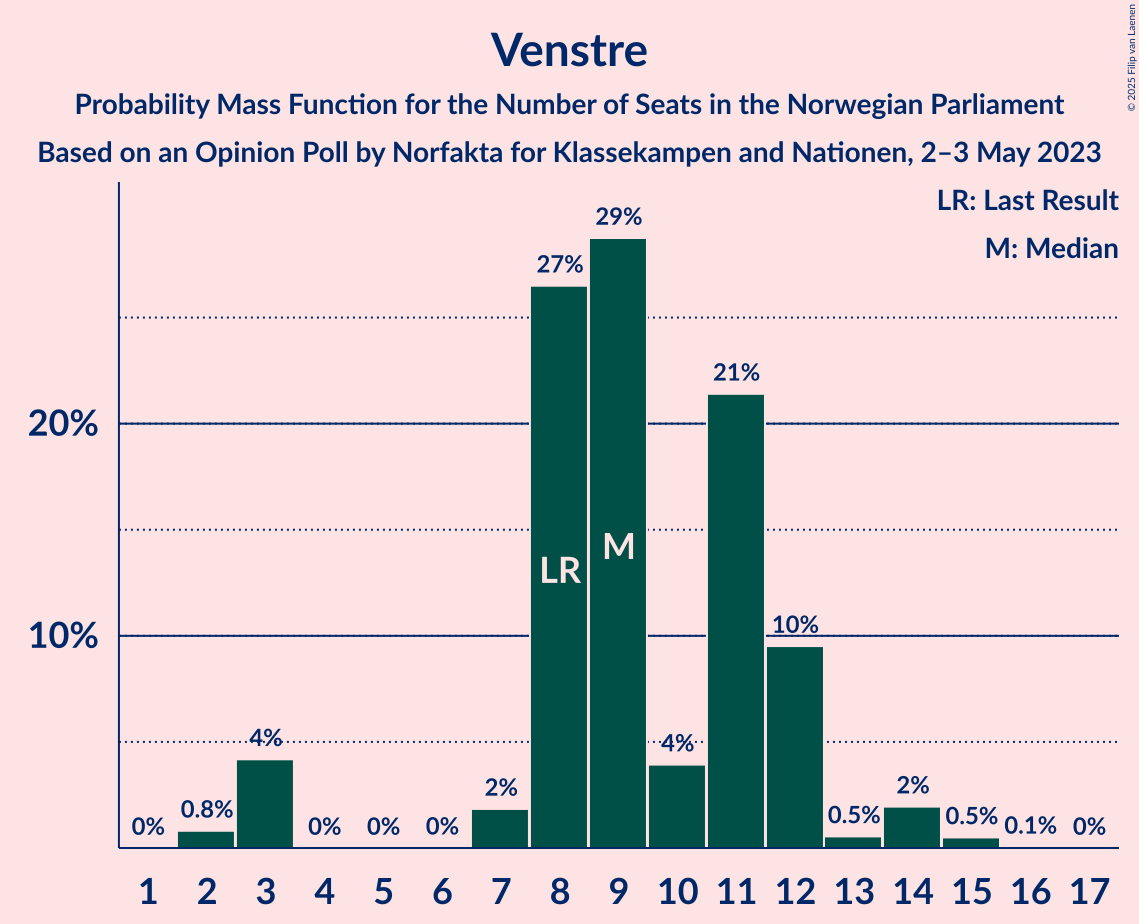 Venstre
Probability Mass Function for the Number of Seats in the Norwegian Parliament
Based on an Opinion Poll by Norfakta for Klassekampen and Nationen, 2–3 May 2023
© 2025 Filip van Laenen
LR: Last Result
M: Median
20%
10%
0%
0.8%
4%
0%
0%
0%
2%
27%
29%
4%
21%
10%
0.5%
2%
0.5%
0.1%
0%
LR
M
1 2 3 4 5 6 7 8 9 10 11 12 13 14 15 16 17